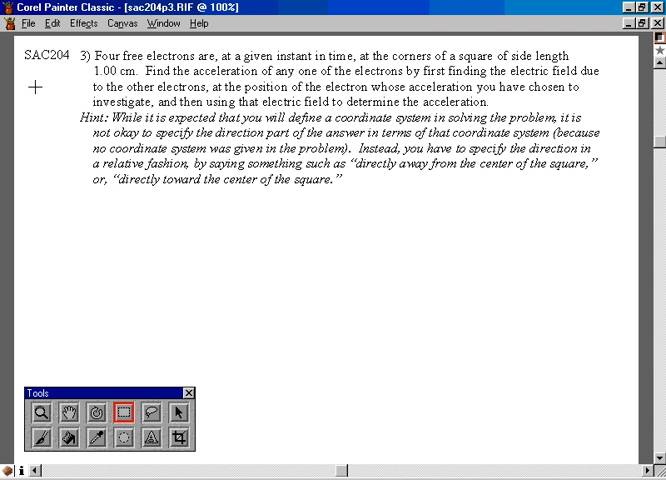 Corel Painter Classic - [sac204p3.RIF @ 100%]
File Edit Effects Canvas Window Help
SAC204 3) Four free electrons are, at a given instant in time, at the corners of a square of side length
1.00 cm. Find the acceleration of any one of the electrons by first finding the electric field due
to the other electrons, at the position of the electron whose acceleration you have chosen to
investigate, and then using that electric field to determine the acceleration.
Hint: While it is expected that you will define a coordinate system in solving the problem, it is
not okay to specify the direction part of the answer in terms of that coordinate system (because
no coordinate system was given in the problem). Instead, you have to specify the direction in
a relative fashion, by saying something such as “directly away from the center of the square,”
or, “directly toward the center of the square.”
Tools